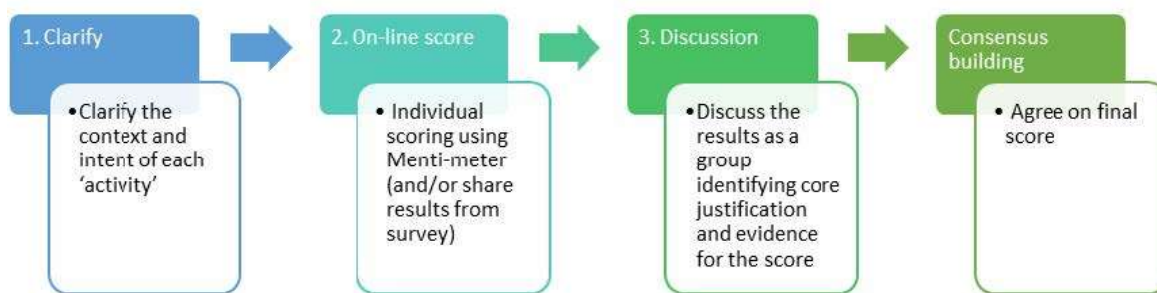 1. Clarify
•Clarify the
context and
intent of each
‘activity’
2. On-line score
• Individual
scoring using
Menti-meter
(and/or share
results from
survey)
3. Discussion
•Discuss the
results as a
group
identifying core
justification
and evidence
for the score
Consensus
building
• Agree on final
score